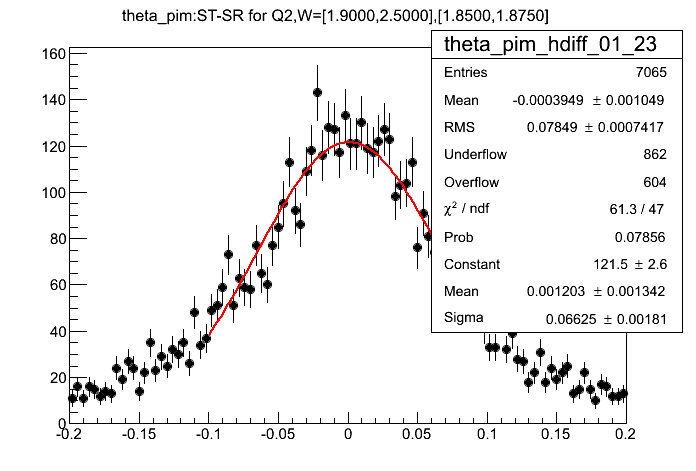 theta_pim:ST-SR for Q2,W=[1.9000,2.5000],[1.8500,1.8750]
theta_pim_hdiff_01_23
Entries 7065
Mean -0.0003949 ± 0.001049
RMS 0.07849 ± 0.0007417
Underflow 862
Overflow 604
χ² / ndf 61.3 / 47
Prob 0.07856
Constant 121.5 ± 2.6
Mean 0.001203 ± 0.001342
Sigma 0.06625 ± 0.00181
160
140
120
100
80
60
40
20
0
-0.2 -0.15 -0.1 -0.05 0 0.05 0.1 0.15 0.2